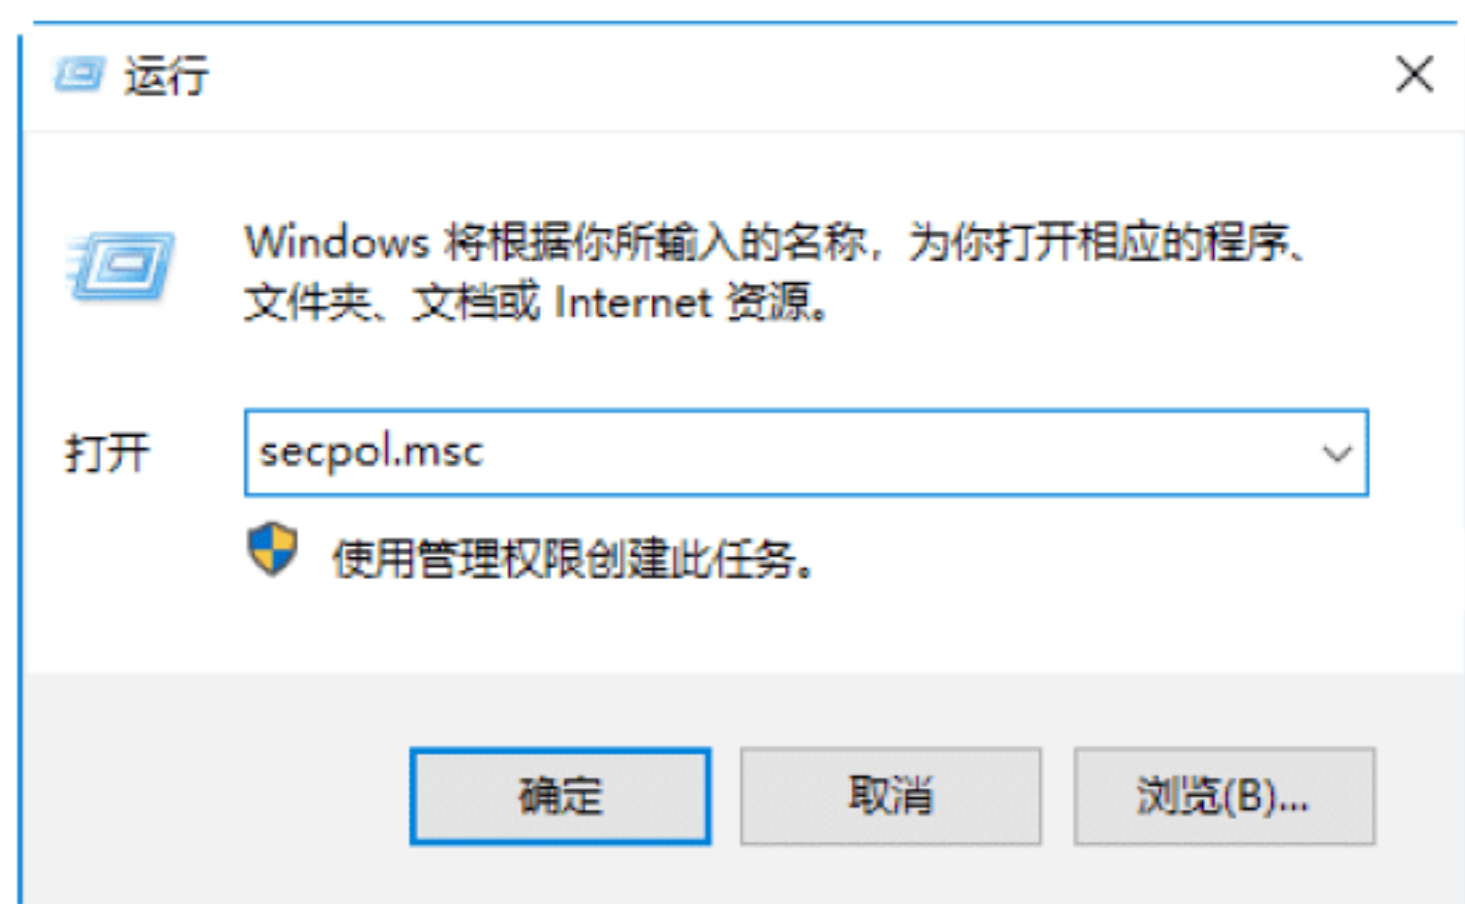 运行
Windows 将根据你所输入的名称，为你打开相应的程序、
文件夹、文档或 Internet 资源。
打开
secpol.msc
使用管理权限创建此任务。
确定
取消
浏览(B)...